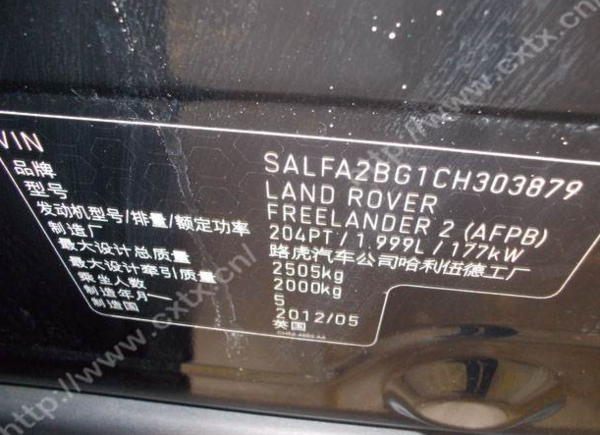 VIN SALFA2BG1CH303879
品牌 LAND ROVER
型号 FREELANDER 2 (AFPB)
发动机型号/排量/额定功率 204PT / 1.999L / 177kW
制造厂 路虎汽车公司哈利伍德工厂
最大设计总质量 2505kg
最大设计牵引质量 2000kg
乘坐人数 5
制造年月 2012/05
制造国 英国
http://www.cxtx.cn/
http://www.cxtx.cn/